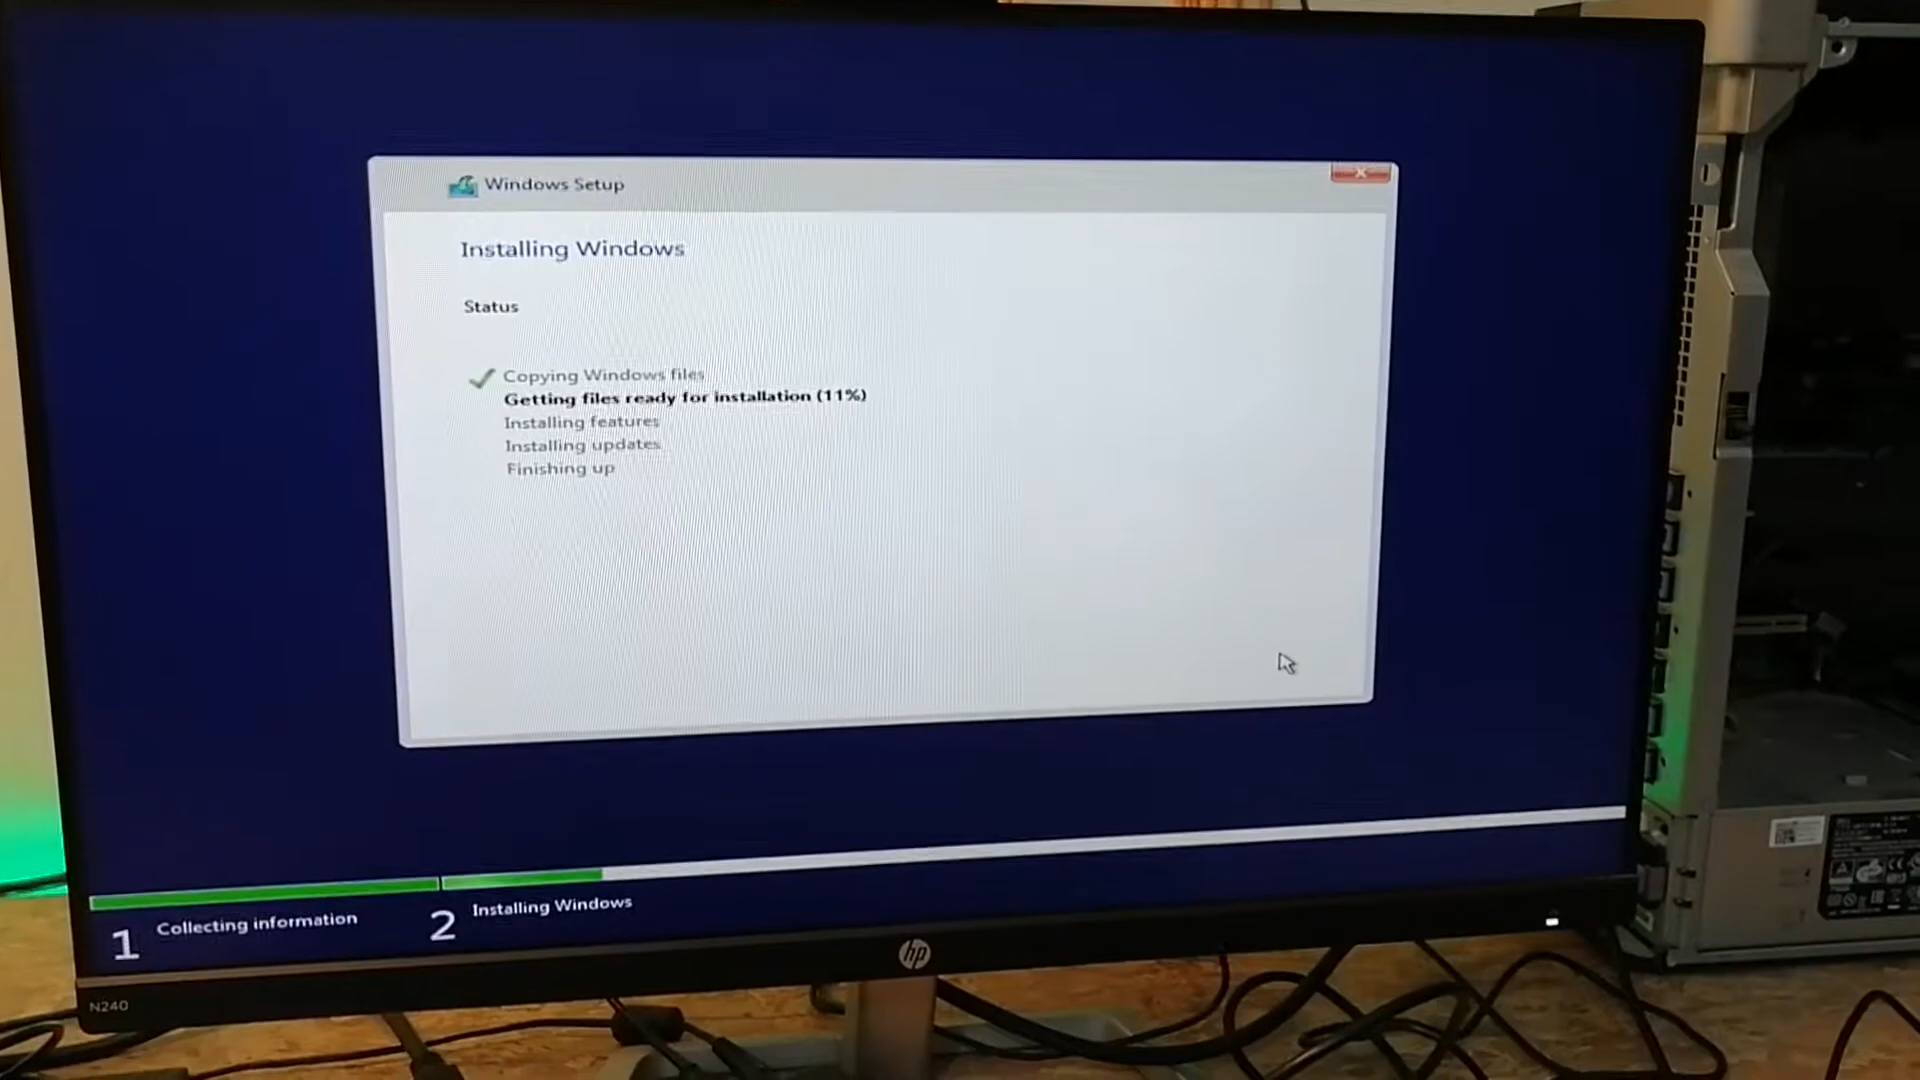 Windows Setup
Installing Windows
Status
Copying Windows files
Getting files ready for installation (11%)
Installing features
Installing updates
Finishing up
1 Collecting information
2 Installing Windows
hp
N240